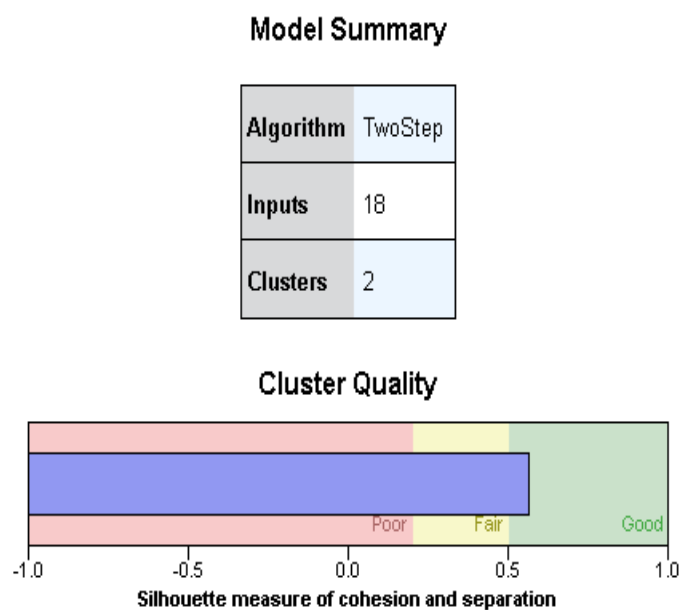 Model Summary
Algorithm TwoStep
Inputs 18
Clusters 2
Cluster Quality
Poor Fair Good
-1.0 -0.5 0.0 0.5 1.0
Silhouette measure of cohesion and separation